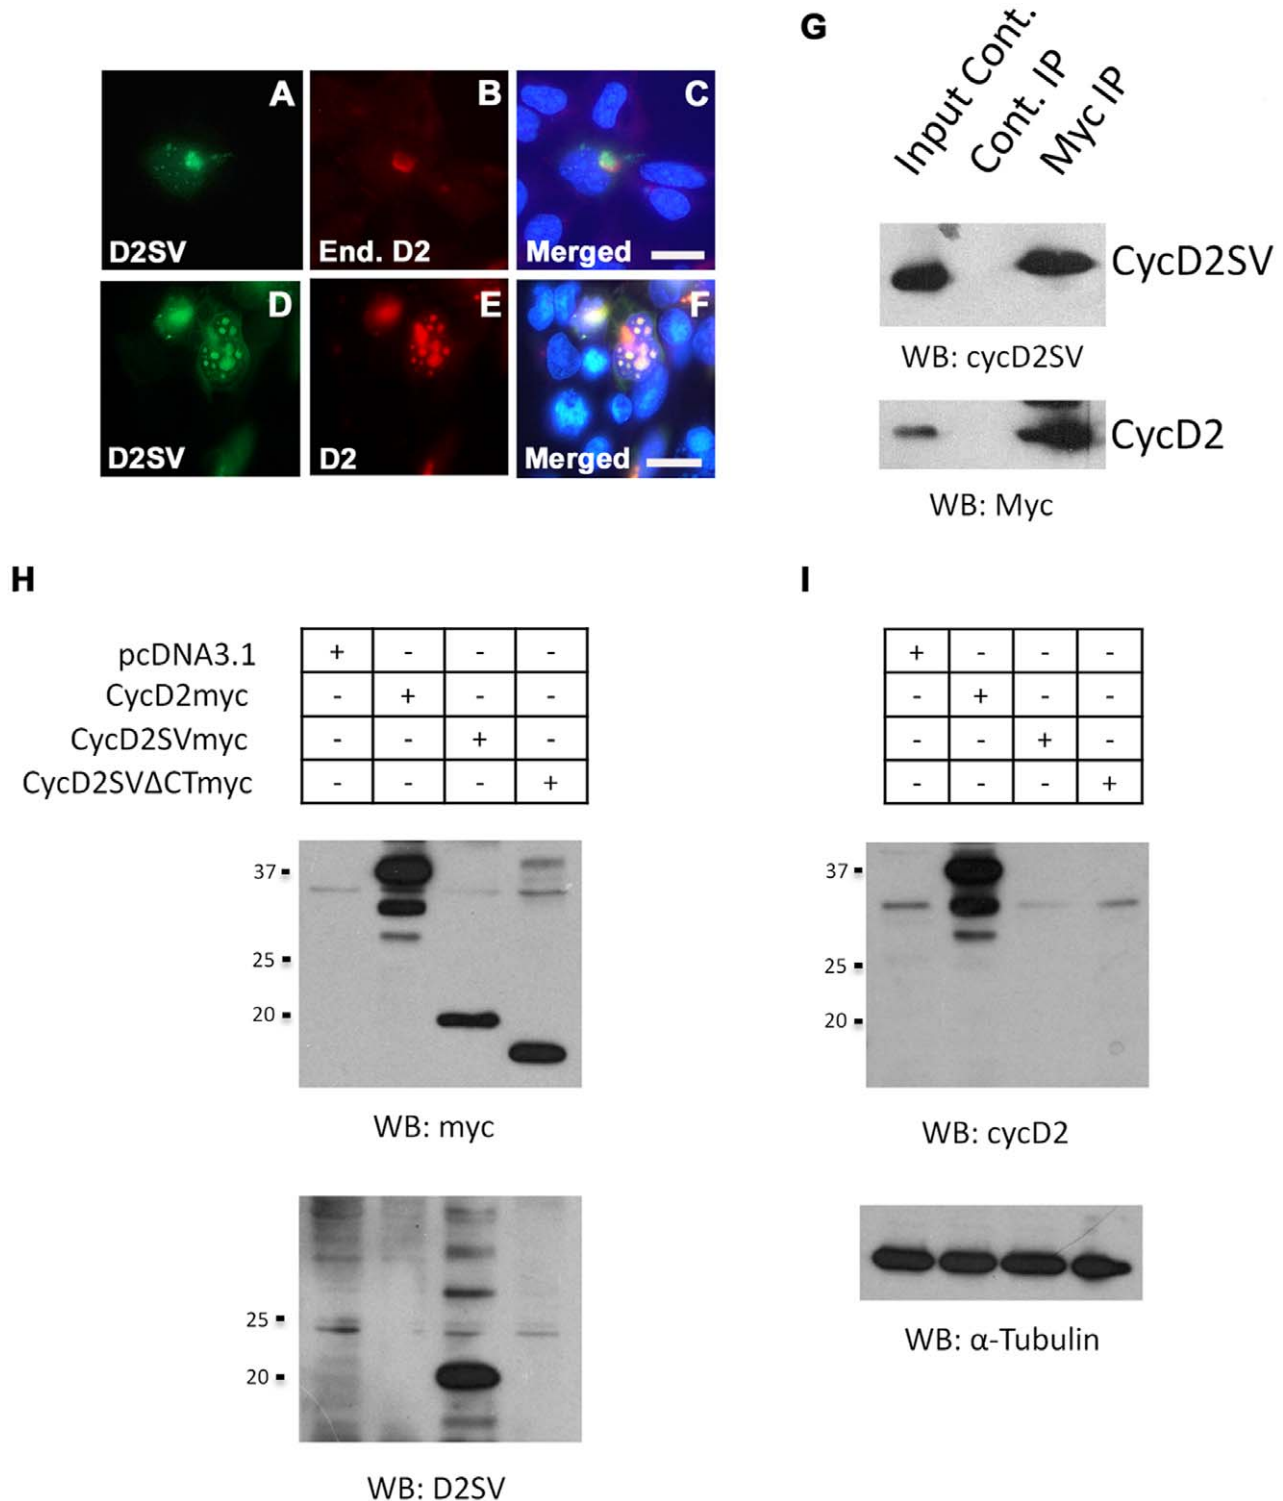 A
B
C
D2SV
End. D2
Merged
D
E
F
D2SV
D2
Merged
G
Input Cont.
Cont. IP
Myc IP
CycD2SV
WB: cycD2SV
CycD2
WB: Myc
H
pcDNA3.1 + - - -
CycD2myc - + - -
CycD2SVmyc - - + -
CycD2SVΔCTmyc - - - +
37
25
20
WB: myc
25
20
WB: D2SV
I
+ - - -
- + - -
- - + -
- - - +
37
25
20
WB: cycD2
WB: α-Tubulin